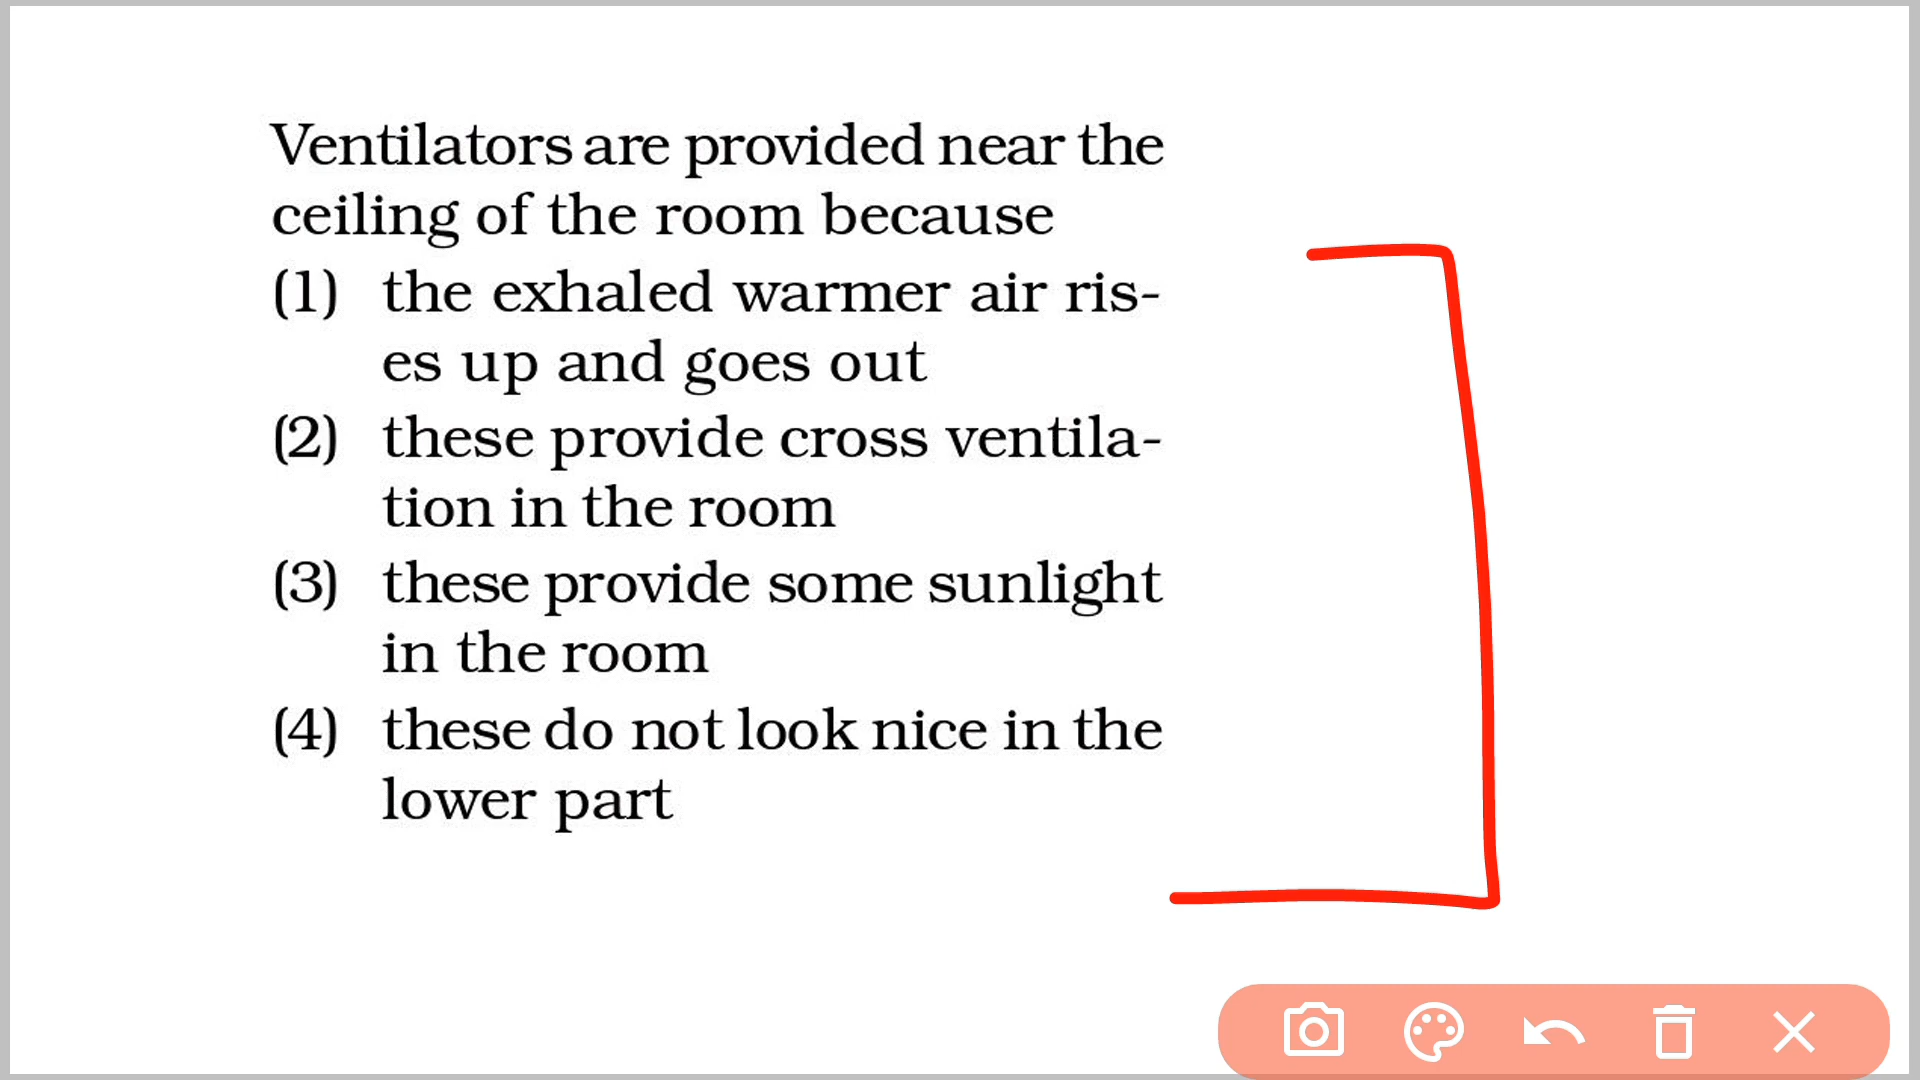 Ventilators are provided near the
ceiling of the room because
(1) the exhaled warmer air ris-
es up and goes out
(2) these provide cross ventila-
tion in the room
(3) these provide some sunlight
in the room
(4) these do not look nice in the
lower part